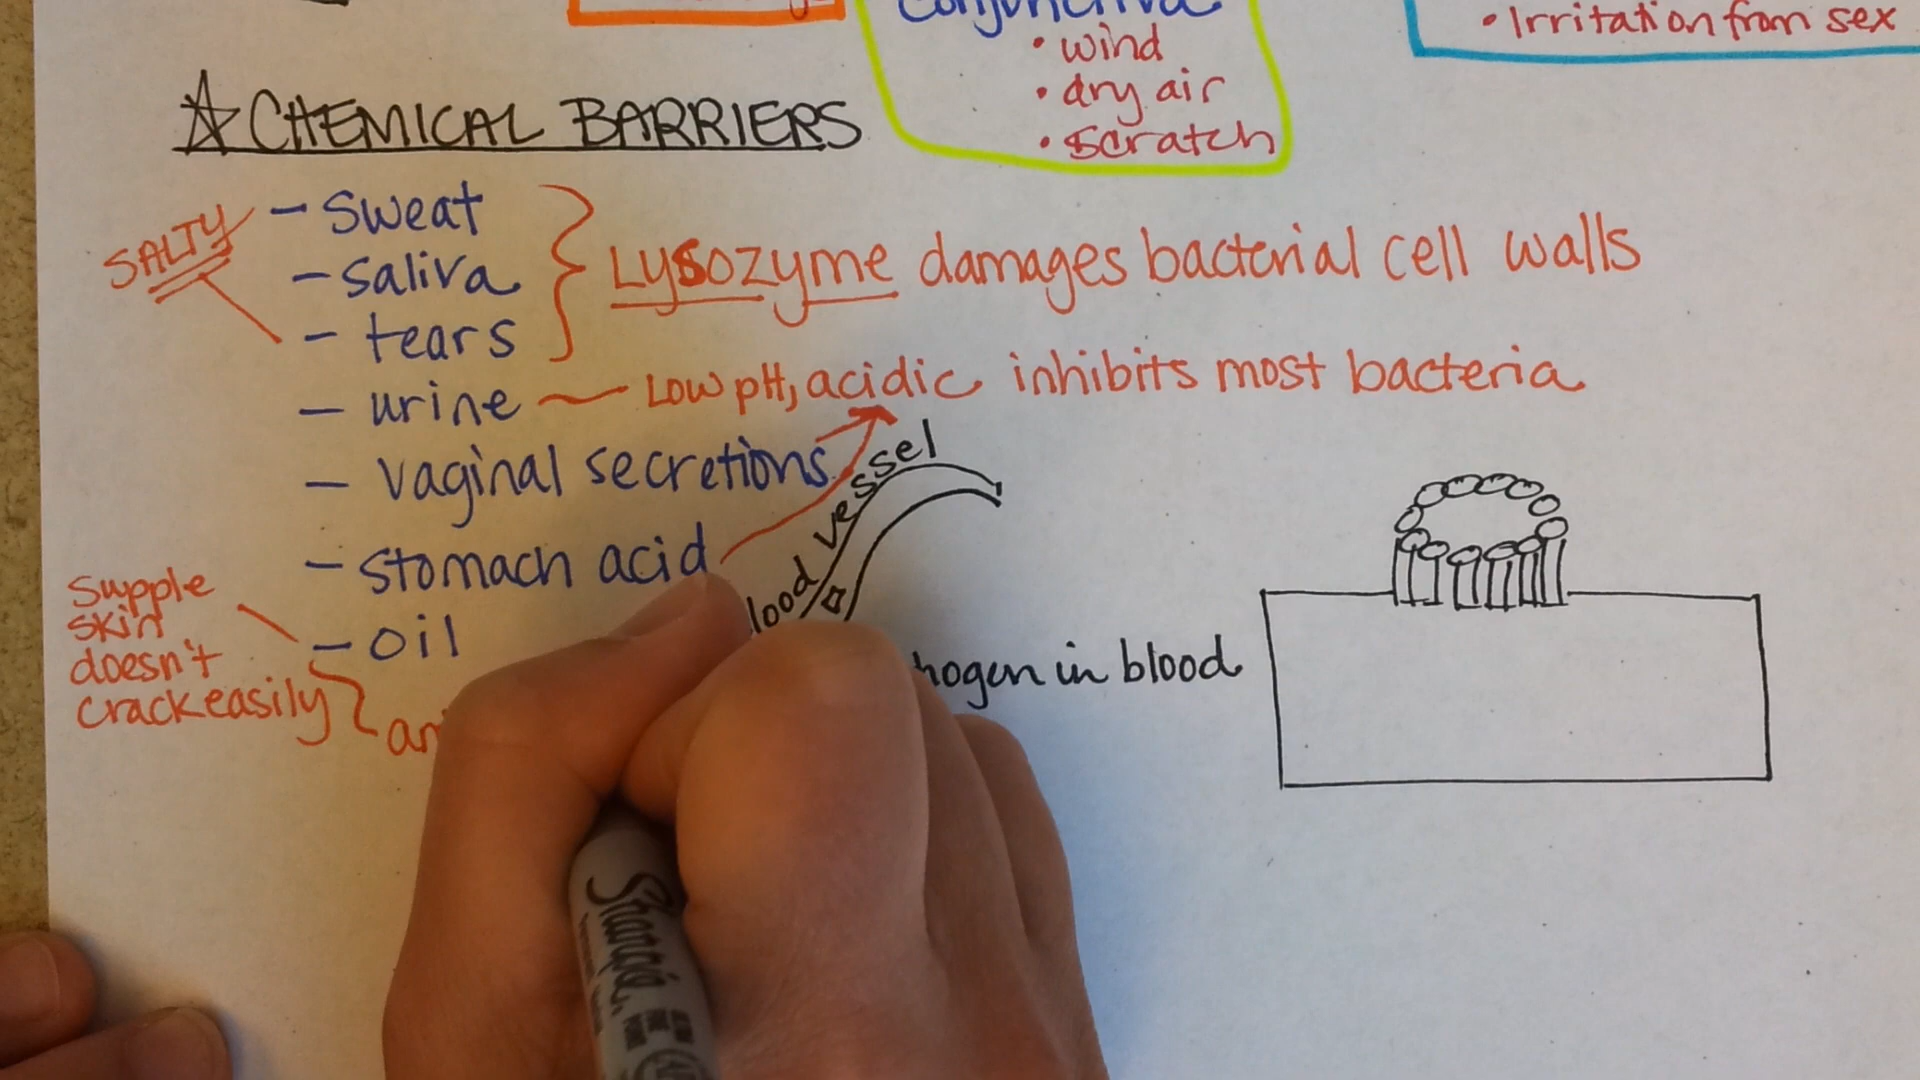 • Irritation from sex
• wind
• dry air
• scratch
☆ CHEMICAL BARRIERS
SALTY
- sweat
- saliva
- tears
Lysozyme damages bacterial cell walls
- urine
Low pH, acidic inhibits most bacteria
- vaginal secretions
- stomach acid
- oil
supple
skin
doesn't
crack easily
vessel
in blood
Sharpie